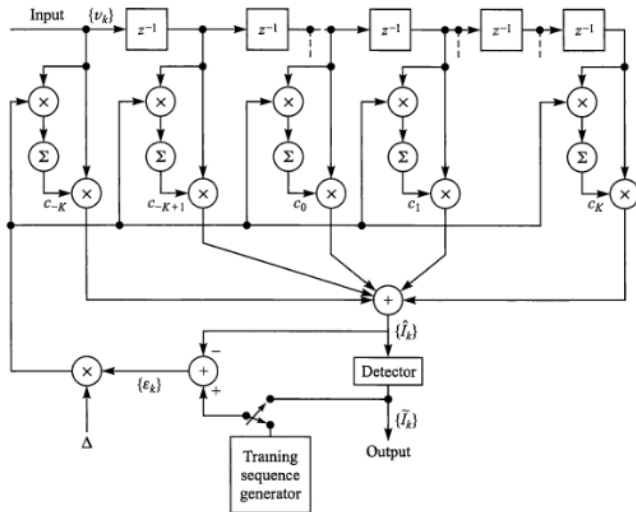 Input {v_k} z⁻¹ z⁻¹ z⁻¹ z⁻¹ z⁻¹
× × × × ×
Σ Σ Σ Σ Σ
c_{-K} × c_{-K+1} × c_0 × c_1 × c_K ×
+
{Î_k}
−
× {ε_k} + Detector
+
Δ {Ĩ_k}
Output
Training
sequence
generator